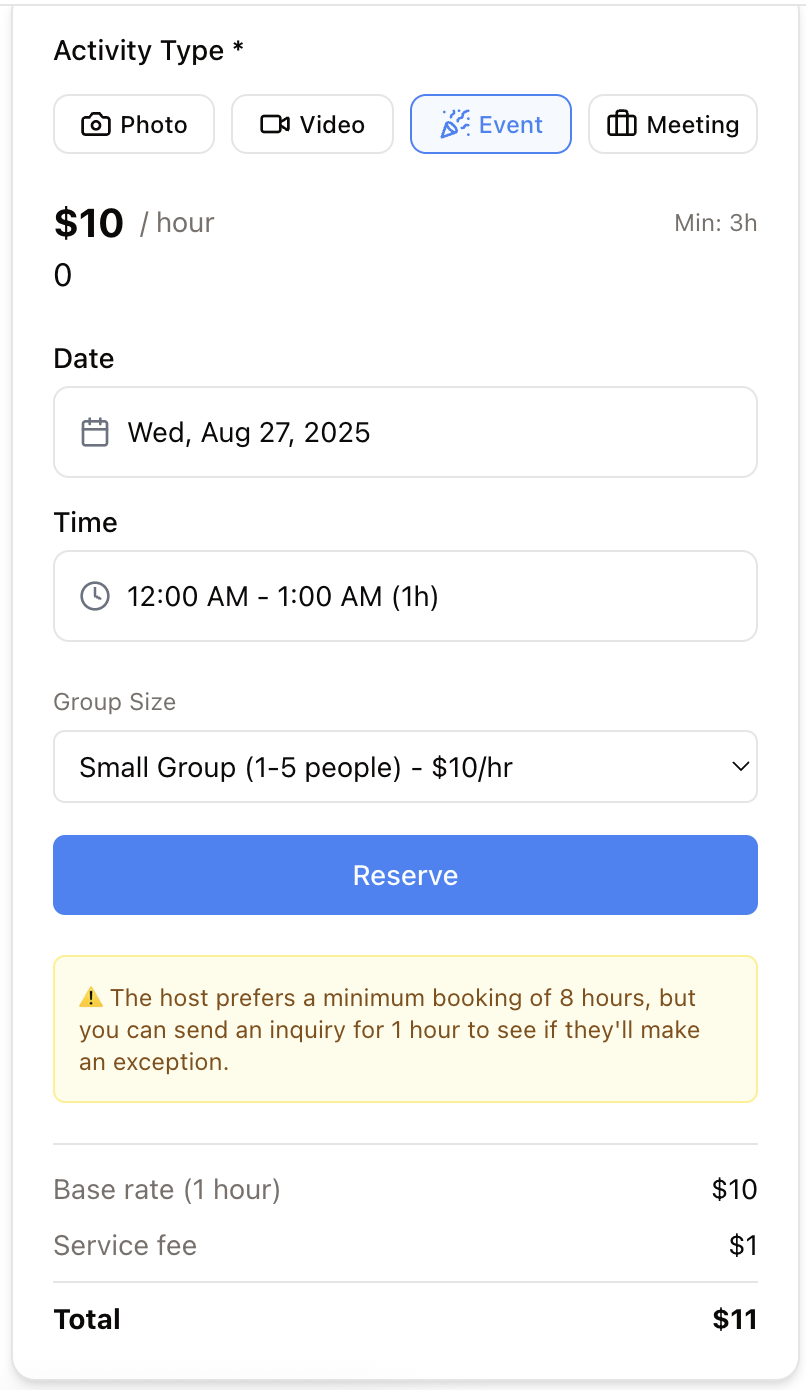 Activity Type *
Photo
Video
Event
Meeting
$10 / hour
Min: 3h
0
Date
Wed, Aug 27, 2025
Time
12:00 AM - 1:00 AM (1h)
Group Size
Small Group (1-5 people) - $10/hr
Reserve
⚠️ The host prefers a minimum booking of 8 hours, but
you can send an inquiry for 1 hour to see if they'll make
an exception.
Base rate (1 hour) $10
Service fee $1
Total $11